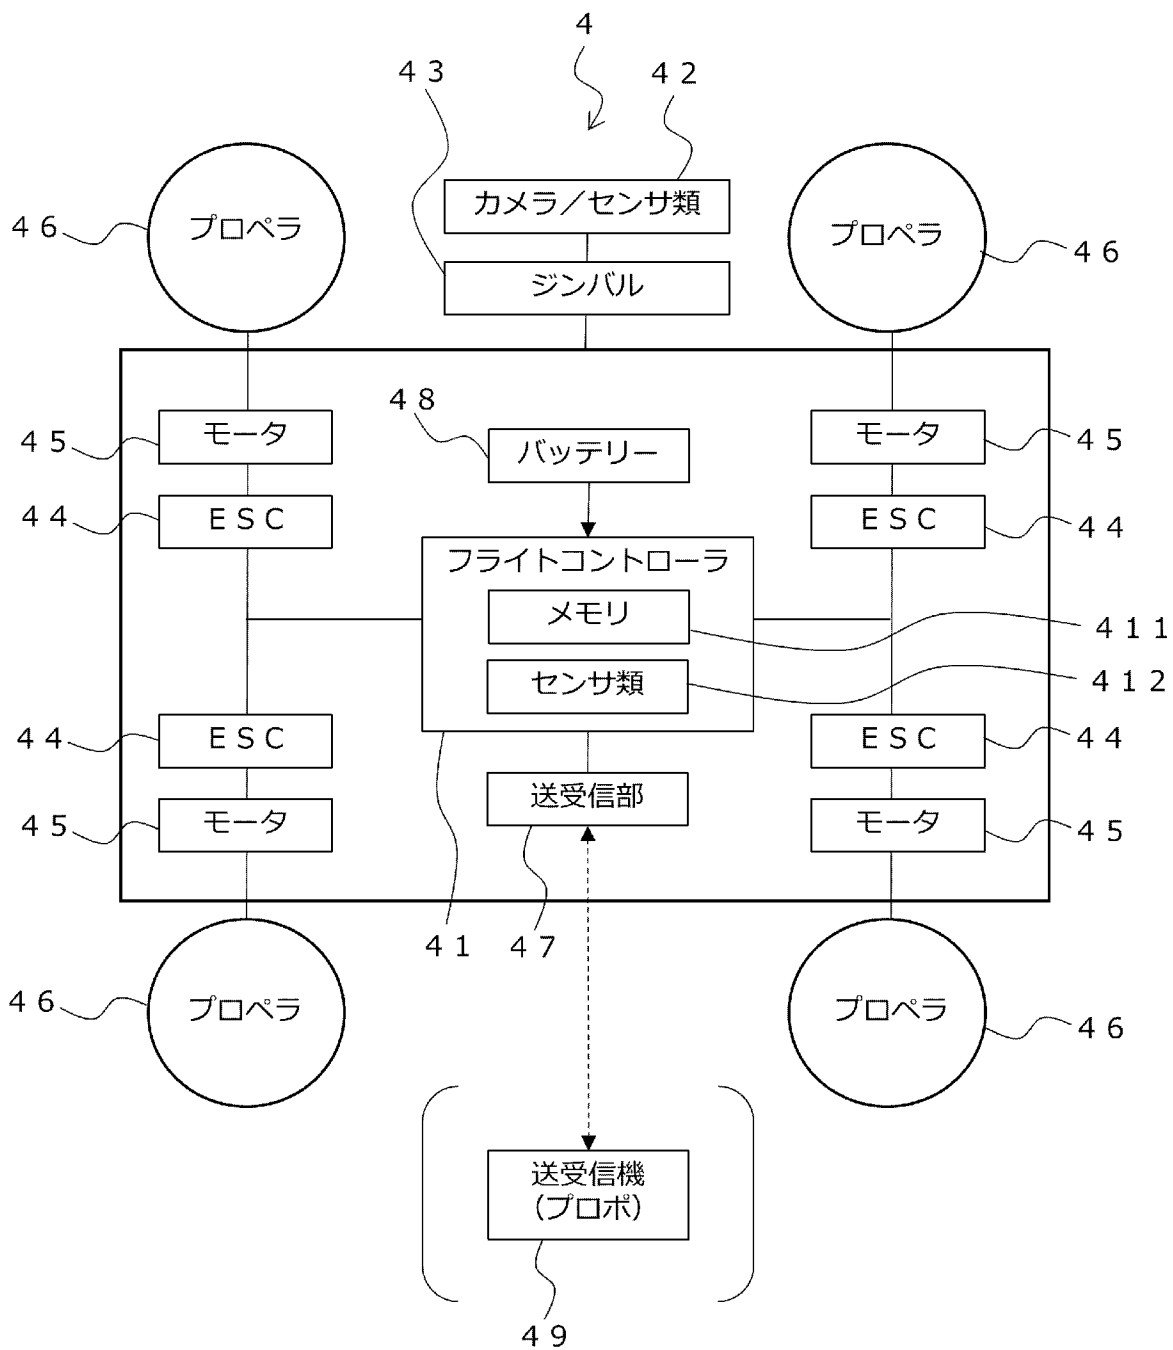 ４
４３
４２
プロペラ
４６
カメラ／センサ類
プロペラ
４６
ジンバル
４８
４５
モータ
バッテリー
モータ
４５
４４
ＥＳＣ
ＥＳＣ
４４
フライトコントローラ
メモリ
４１１
センサ類
４１２
４４
ＥＳＣ
ＥＳＣ
４４
送受信部
４５
モータ
モータ
４５
４１
４７
４６
プロペラ
プロペラ
４６
送受信機
(プロポ)
４９